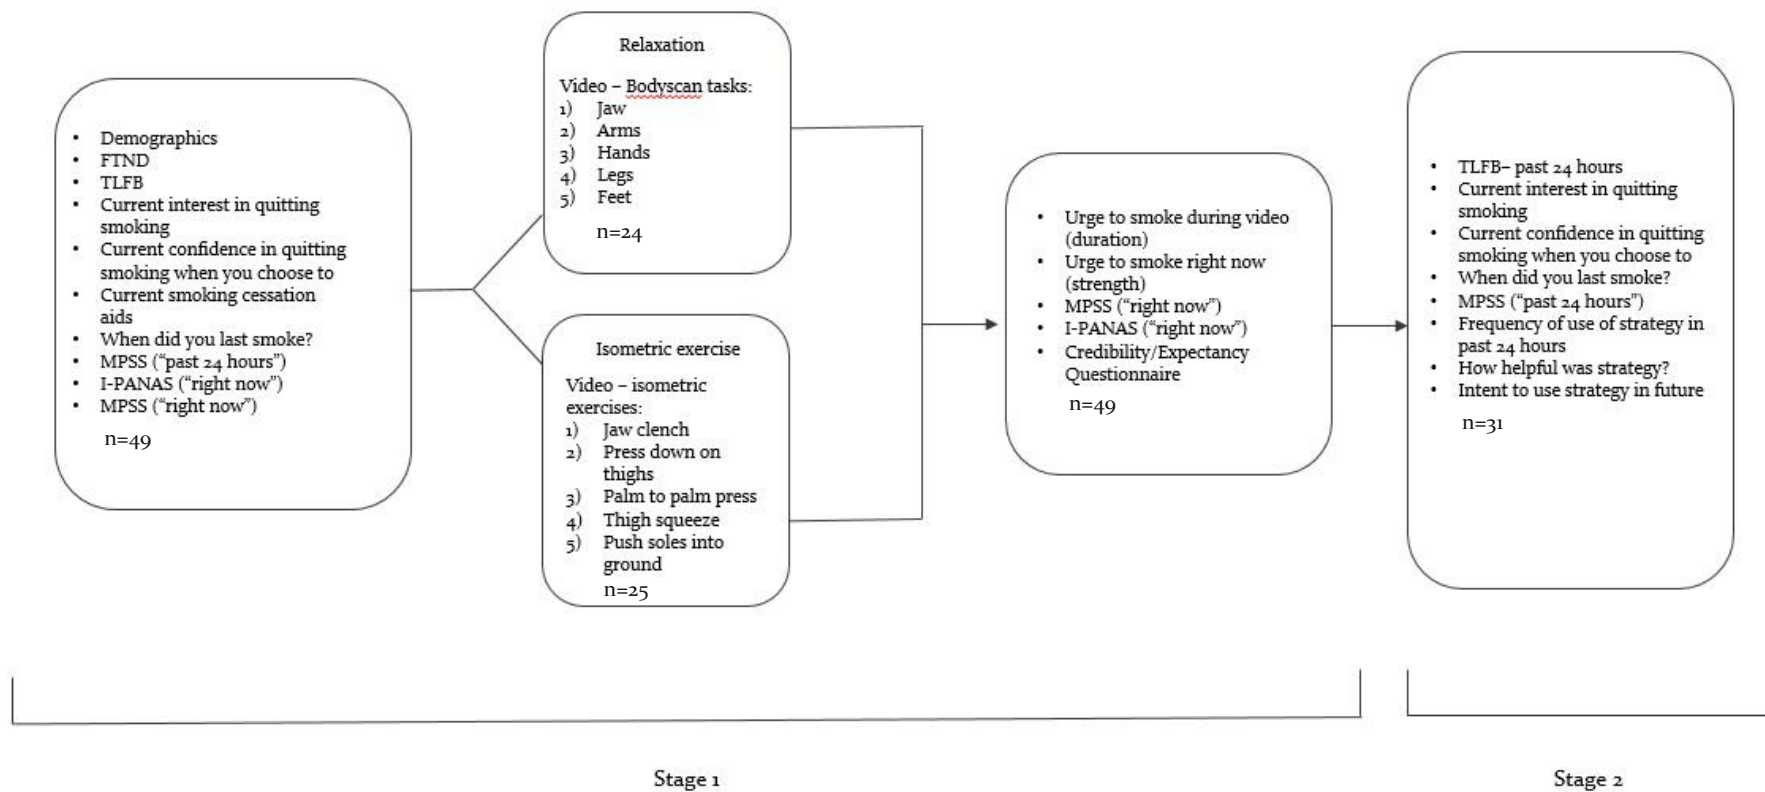 • Demographics
• FTND
• TLFB
• Current interest in quitting
smoking
• Current confidence in quitting
smoking when you choose to
• Current smoking cessation
aids
• When did you last smoke?
• MPSS (“past 24 hours”)
• I-PANAS (“right now”)
• MPSS (“right now”)
n=49
Relaxation
Video – Bodyscan tasks:
1) Jaw
2) Arms
3) Hands
4) Legs
5) Feet
n=24
Isometric exercise
Video – isometric
exercises:
1) Jaw clench
2) Press down on
thighs
3) Palm to palm press
4) Thigh squeeze
5) Push soles into
ground
n=25
• Urge to smoke during video
(duration)
• Urge to smoke right now
(strength)
• MPSS (“right now”)
• I-PANAS (“right now”)
• Credibility/Expectancy
Questionnaire
n=49
• TLFB– past 24 hours
• Current interest in quitting
smoking
• Current confidence in quitting
smoking when you choose to
• When did you last smoke?
• MPSS (“past 24 hours”)
• Frequency of use of strategy in
past 24 hours
• How helpful was strategy?
• Intent to use strategy in future
n=31
Stage 1
Stage 2